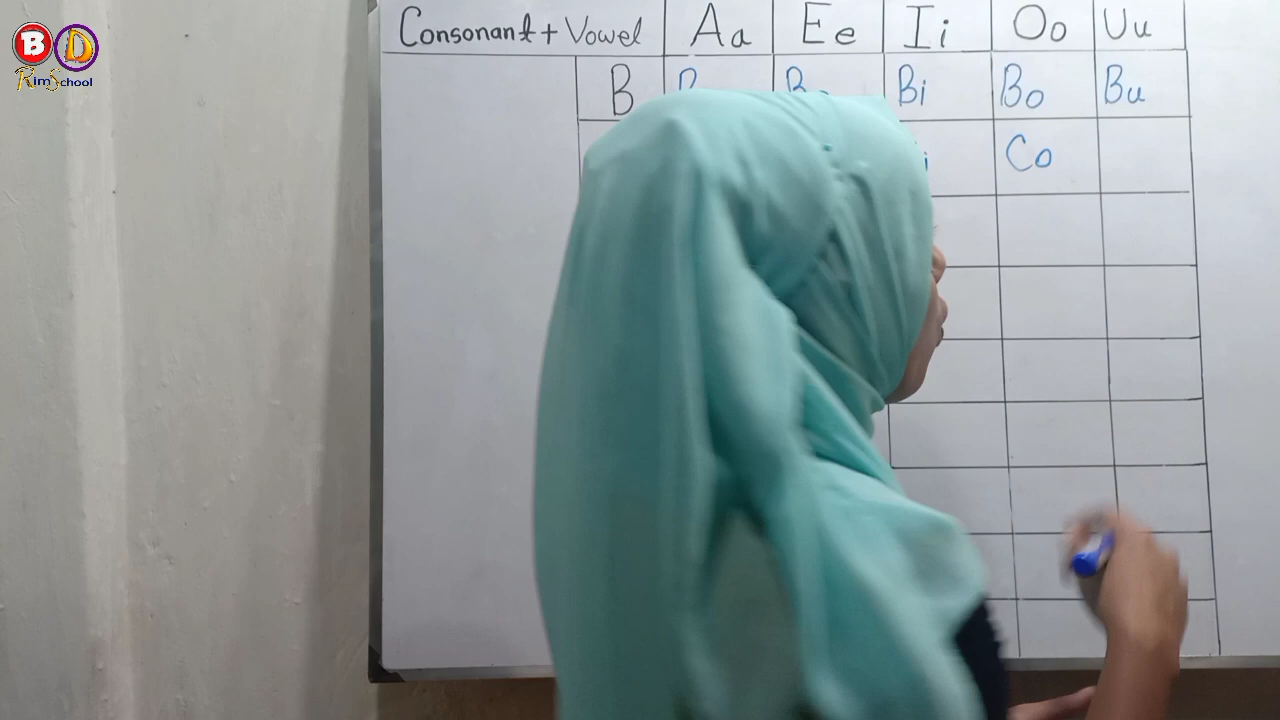 B D
RimSchool
Consonant + Vowel Aa Ee Ii Oo Uu
B B B Bi Bo Bu
i Co